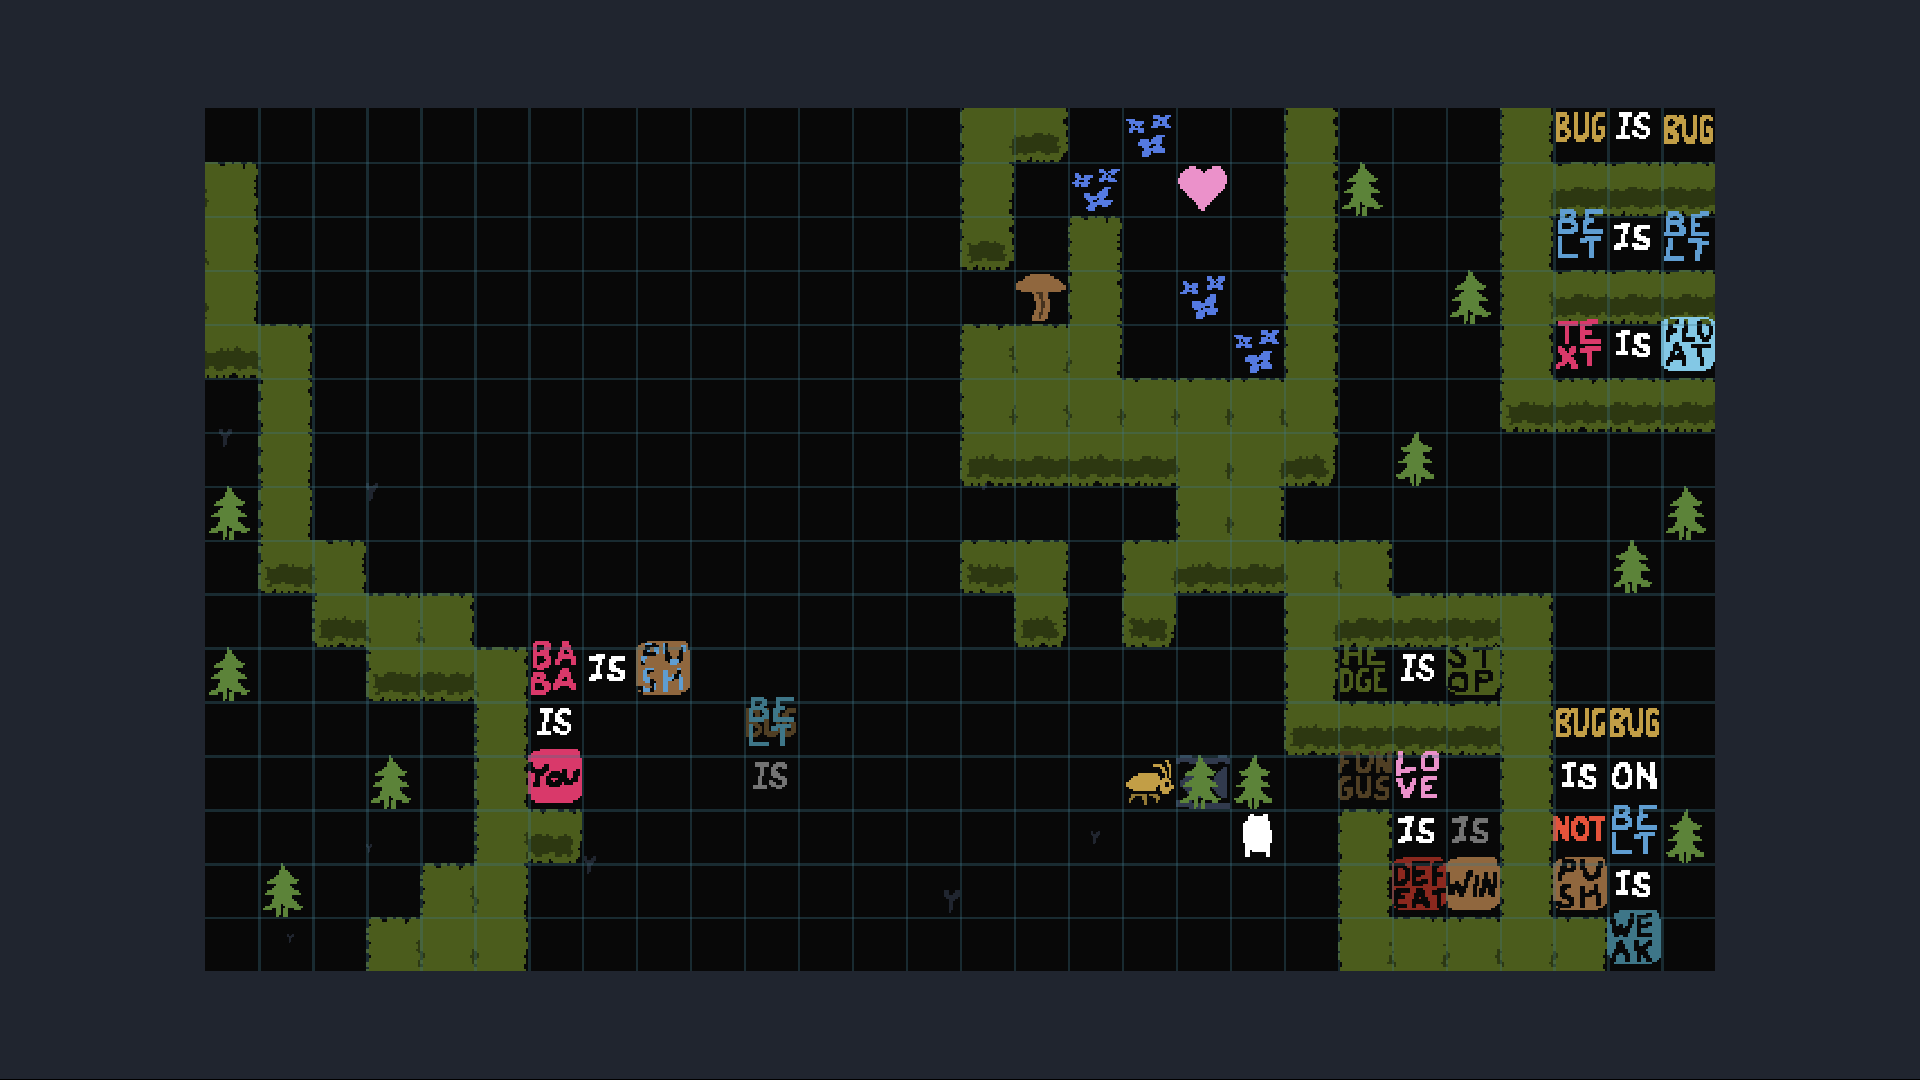 BUG IS BUG
BELT IS BELT
TEXT IS FLOAT
BABA IS PUSH
HEDGE IS STOP
IS
BELT
BUG
BUG BUG
YOU
IS
FUNGUS LOVE
IS ON
IS IS
NOT BELT
DEFEAT WIN
PUSH IS
WEAK